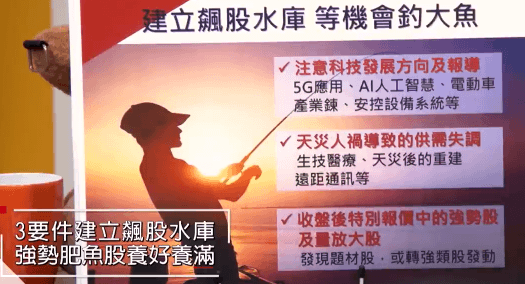 建立飆股水庫 等機會釣大魚
✓ 注意科技發展方向及報導
5G應用、AI人工智慧、電動車
產業鍊、安控設備系統等
✓ 天災人禍導致的供需失調
生技醫療、天災後的重建
遠距通訊等
✓ 收盤後特別報價中的強勢股
及量放大股
發現題材股，或轉強類股發動
3要件建立飆股水庫
強勢肥魚股養好養滿